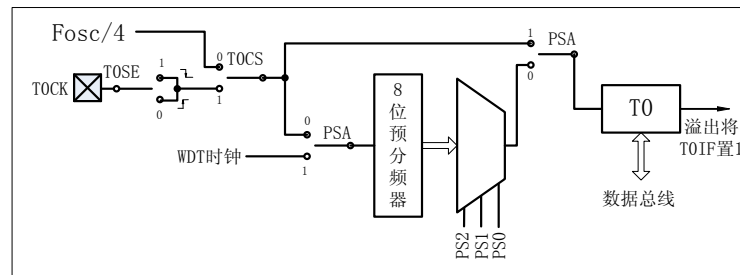 Fosc/4
T0CK
T0SE
1
0
0
T0CS
1
WDT时钟
0
PSA
1
8位预分频器
PS2
PS1
PS0
1
PSA
0
T0
溢出将
T0IF置1
数据总线